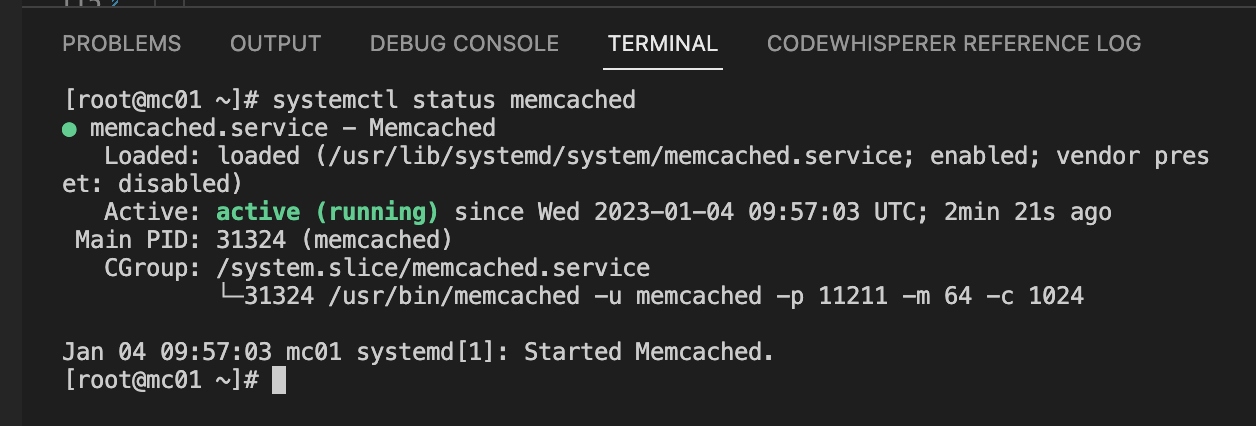 PROBLEMS OUTPUT DEBUG CONSOLE TERMINAL CODEWHISPERER REFERENCE LOG
[root@mc01 ~]# systemctl status memcached
● memcached.service - Memcached
   Loaded: loaded (/usr/lib/systemd/system/memcached.service; enabled; vendor pres
et: disabled)
   Active: active (running) since Wed 2023-01-04 09:57:03 UTC; 2min 21s ago
 Main PID: 31324 (memcached)
   CGroup: /system.slice/memcached.service
           └─31324 /usr/bin/memcached -u memcached -p 11211 -m 64 -c 1024
Jan 04 09:57:03 mc01 systemd[1]: Started Memcached.
[root@mc01 ~]#